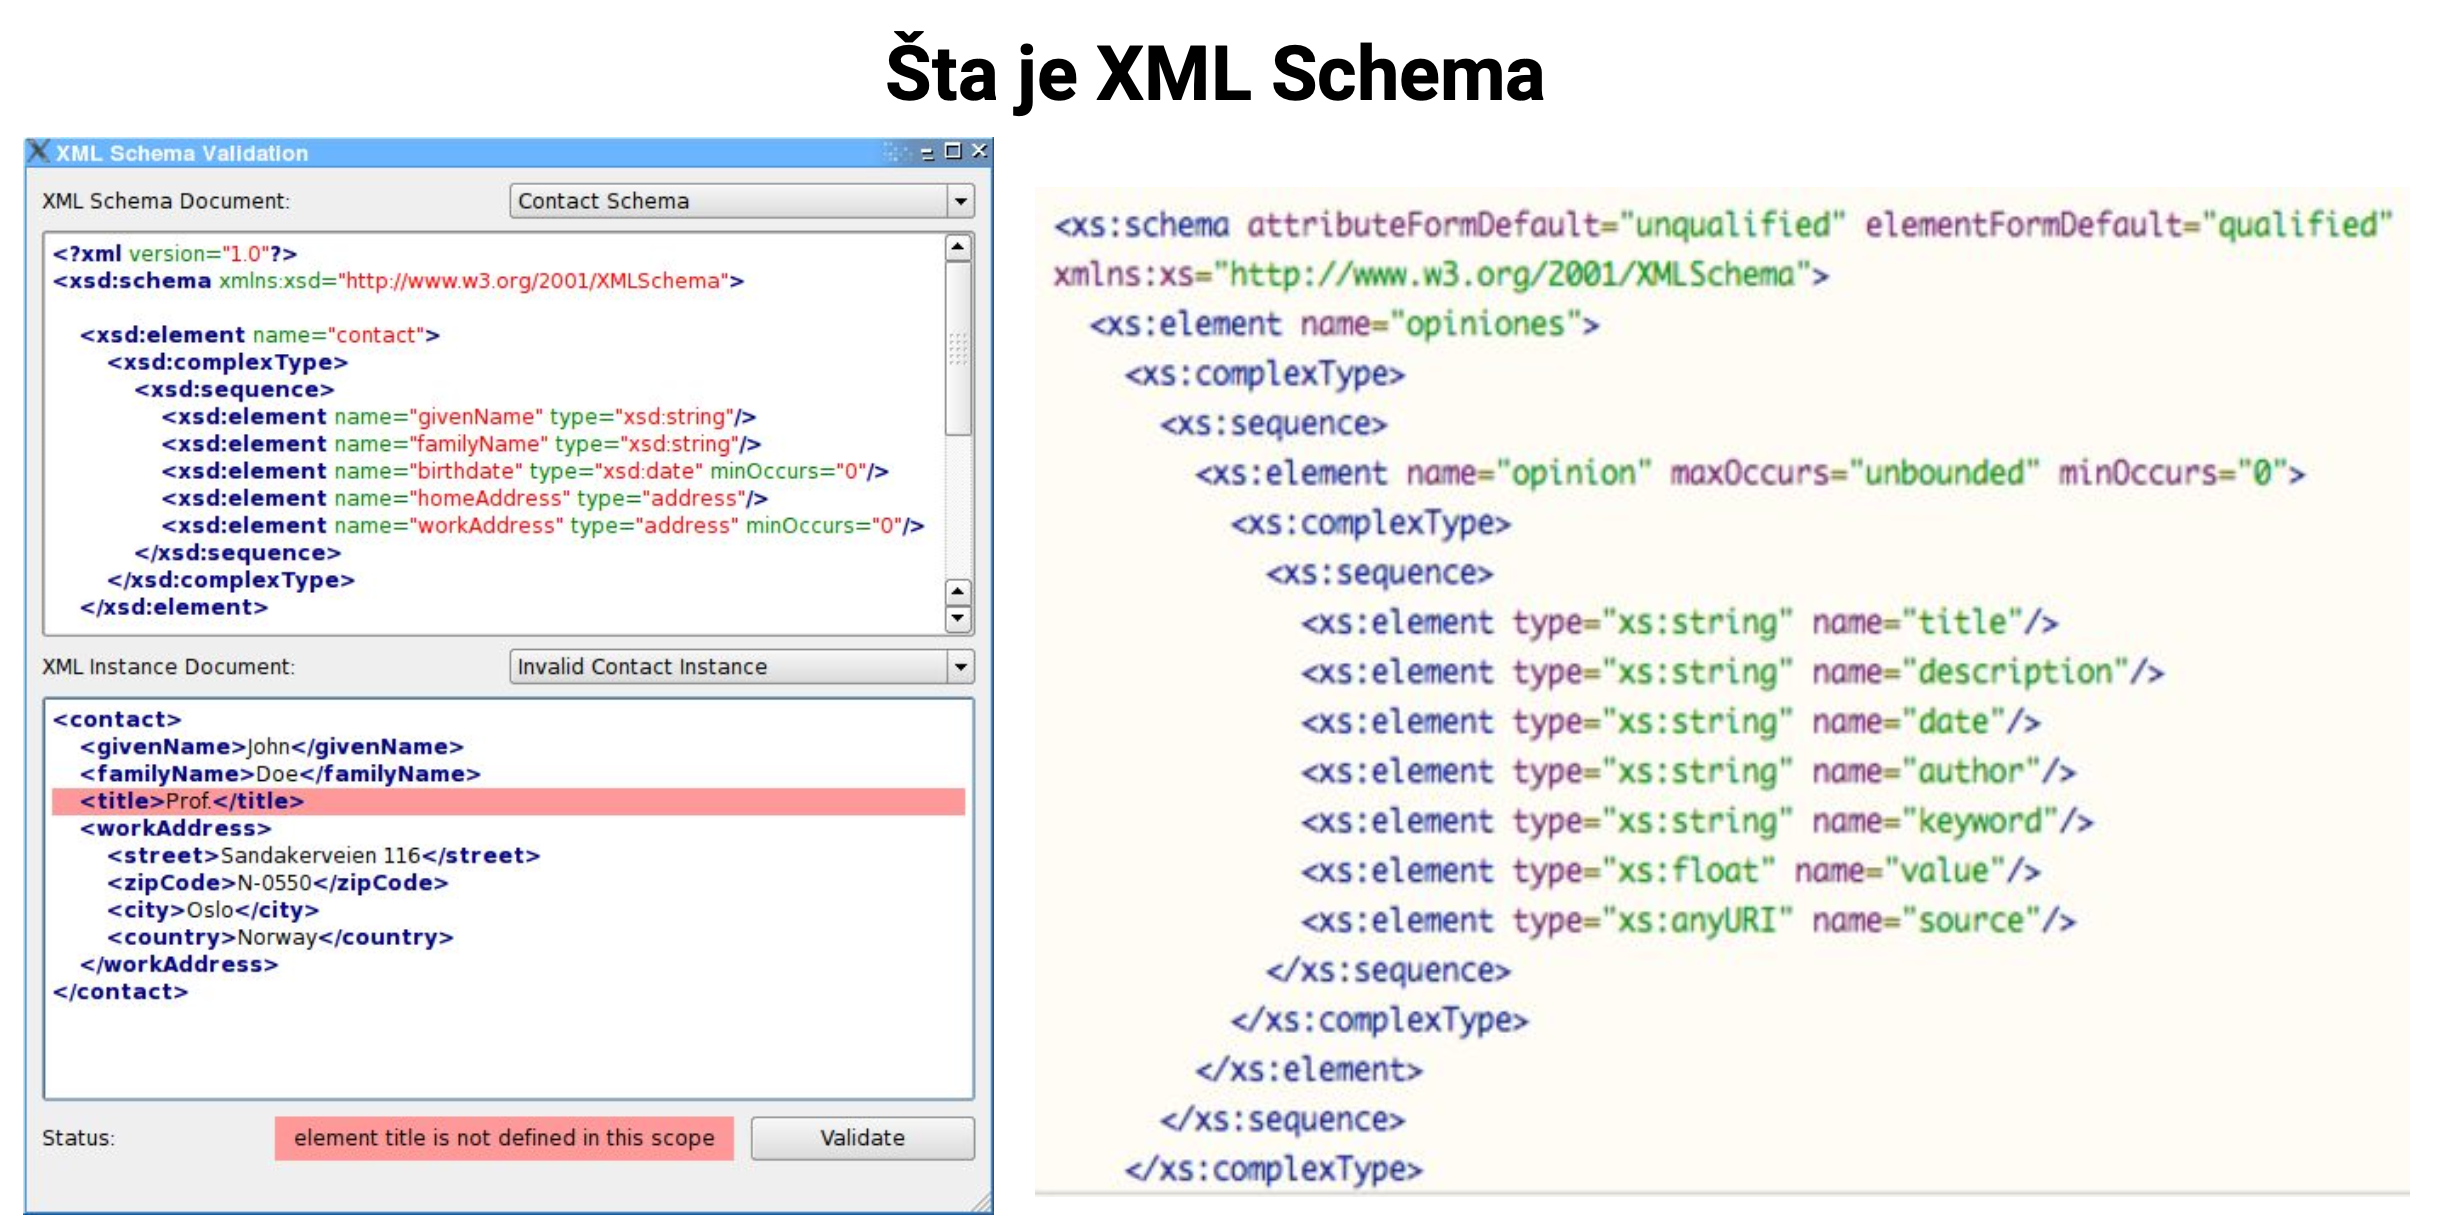 Šta je XML Schema
XML Schema Validation
XML Schema Document:
Contact Schema
<?xml version="1.0"?>
<xsd:schema xmlns:xsd="http://www.w3.org/2001/XMLSchema">
<xsd:element name="contact">
<xsd:complexType>
<xsd:sequence>
<xsd:element name="givenName" type="xsd:string"/>
<xsd:element name="familyName" type="xsd:string"/>
<xsd:element name="birthdate" type="xsd:date" minOccurs="0"/>
<xsd:element name="homeAddress" type="address"/>
<xsd:element name="workAddress" type="address" minOccurs="0"/>
</xsd:sequence>
</xsd:complexType>
</xsd:element>
XML Instance Document:
Invalid Contact Instance
<contact>
<givenName>John</givenName>
<familyName>Doe</familyName>
<title>Prof.</title>
<workAddress>
<street>Sandakerveien 116</street>
<zipCode>N-0550</zipCode>
<city>Oslo</city>
<country>Norway</country>
</workAddress>
</contact>
Status:
element title is not defined in this scope
Validate
<xs:schema attributeFormDefault="unqualified" elementFormDefault="qualified"
xmlns:xs="http://www.w3.org/2001/XMLSchema">
<xs:element name="opiniones">
<xs:complexType>
<xs:sequence>
<xs:element name="opinion" maxOccurs="unbounded" minOccurs="0">
<xs:complexType>
<xs:sequence>
<xs:element type="xs:string" name="title"/>
<xs:element type="xs:string" name="description"/>
<xs:element type="xs:string" name="date"/>
<xs:element type="xs:string" name="author"/>
<xs:element type="xs:string" name="keyword"/>
<xs:element type="xs:float" name="value"/>
<xs:element type="xs:anyURI" name="source"/>
</xs:sequence>
</xs:complexType>
</xs:element>
</xs:sequence>
</xs:complexType>